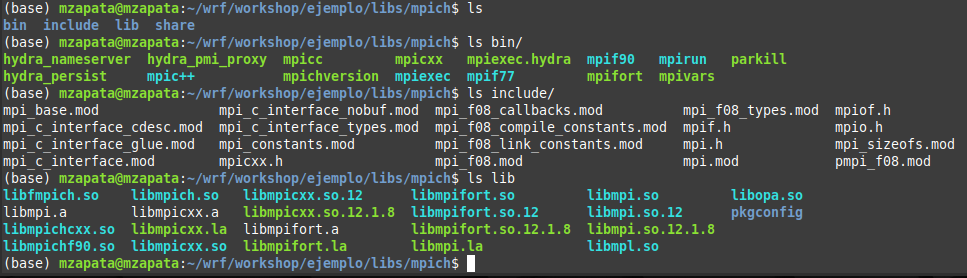 (base) mzapata@mzapata:~/wrf/workshop/ejemplo/libs/mpich$ ls
bin include lib share
(base) mzapata@mzapata:~/wrf/workshop/ejemplo/libs/mpich$ ls bin/
hydra_nameserver hydra_pmi_proxy mpicc mpicxx mpiexec.hydra mpif90 mpirun parkill
hydra_persist mpic++ mpichversion mpiexec mpif77 mpifort mpivars
(base) mzapata@mzapata:~/wrf/workshop/ejemplo/libs/mpich$ ls include/
mpi_base.mod mpi_c_interface_nobuf.mod mpi_f08_callbacks.mod mpi_f08_types.mod mpiof.h
mpi_c_interface_cdesc.mod mpi_c_interface_types.mod mpi_f08_compile_constants.mod mpif.h mpio.h
mpi_c_interface_glue.mod mpi_constants.mod mpi_f08_link_constants.mod mpi.h mpi_sizeofs.mod
mpi_c_interface.mod mpicxx.h mpi_f08.mod mpi.mod pmpi_f08.mod
(base) mzapata@mzapata:~/wrf/workshop/ejemplo/libs/mpich$ ls lib
libfmpich.so libmpich.so libmpicxx.so.12 libmpifort.so libmpi.so libopa.so
libmpi.a libmpicxx.a libmpicxx.so.12.1.8 libmpifort.so.12 libmpi.so.12 pkgconfig
libmpichcxx.so libmpicxx.la libmpifort.a libmpifort.so.12.1.8 libmpi.so.12.1.8
libmpichf90.so libmpicxx.so libmpifort.la libmpi.la libmpl.so
(base) mzapata@mzapata:~/wrf/workshop/ejemplo/libs/mpich$